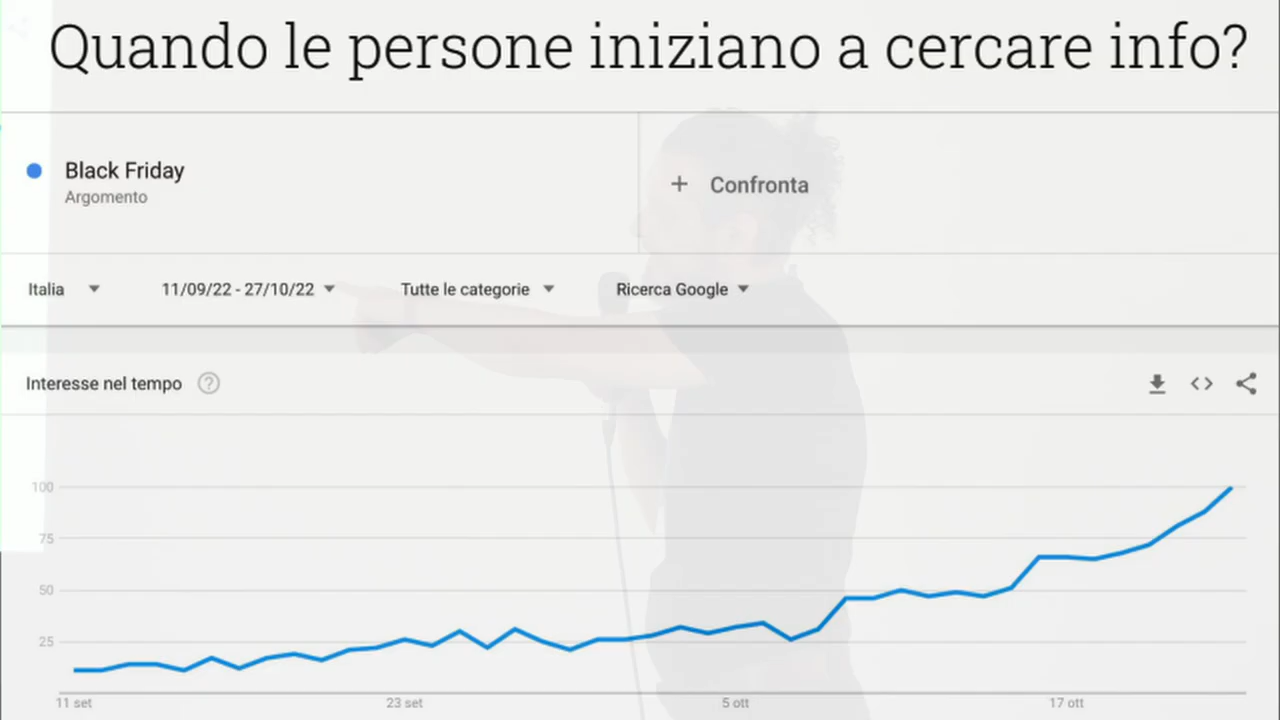 Quando le persone iniziano a cercare info?
Black Friday
Argomento
+ Confronta
Italia
11/09/22 - 27/10/22
Tutte le categorie
Ricerca Google
Interesse nel tempo ?
100
75
50
25
11 set
23 set
5 ott
17 ott